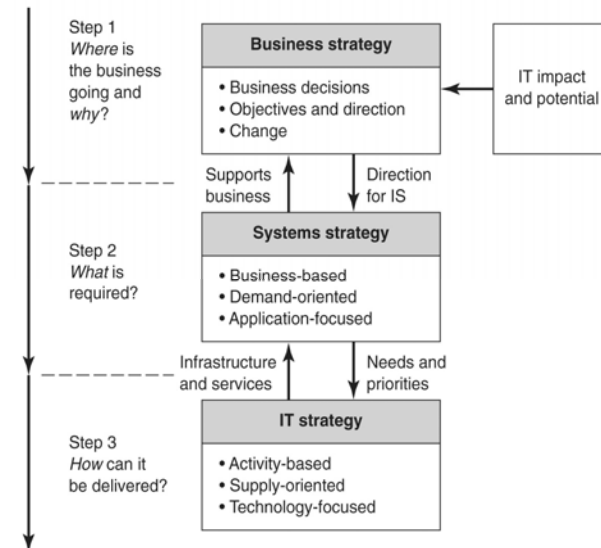 Step 1
Where is
the business
going and
why?
Business strategy
• Business decisions
• Objectives and direction
• Change
IT impact
and potential
Supports
business
Direction
for IS
Step 2
What is
required?
Systems strategy
• Business-based
• Demand-oriented
• Application-focused
Infrastructure
and services
Needs and
priorities
Step 3
How can it
be delivered?
IT strategy
• Activity-based
• Supply-oriented
• Technology-focused